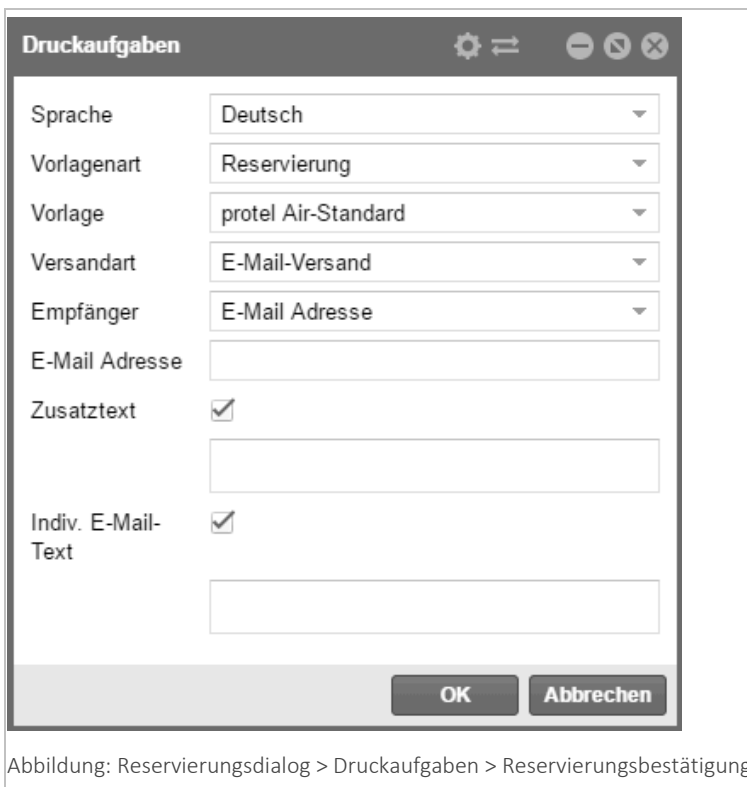 Druckaufgaben
Sprache Deutsch
Vorlagenart Reservierung
Vorlage protel Air-Standard
Versandart E-Mail-Versand
Empfänger E-Mail Adresse
E-Mail Adresse
Zusatztext
Indiv. E-Mail-
Text
OK Abbrechen
Abbildung: Reservierungsdialog > Druckaufgaben > Reservierungsbestätigung